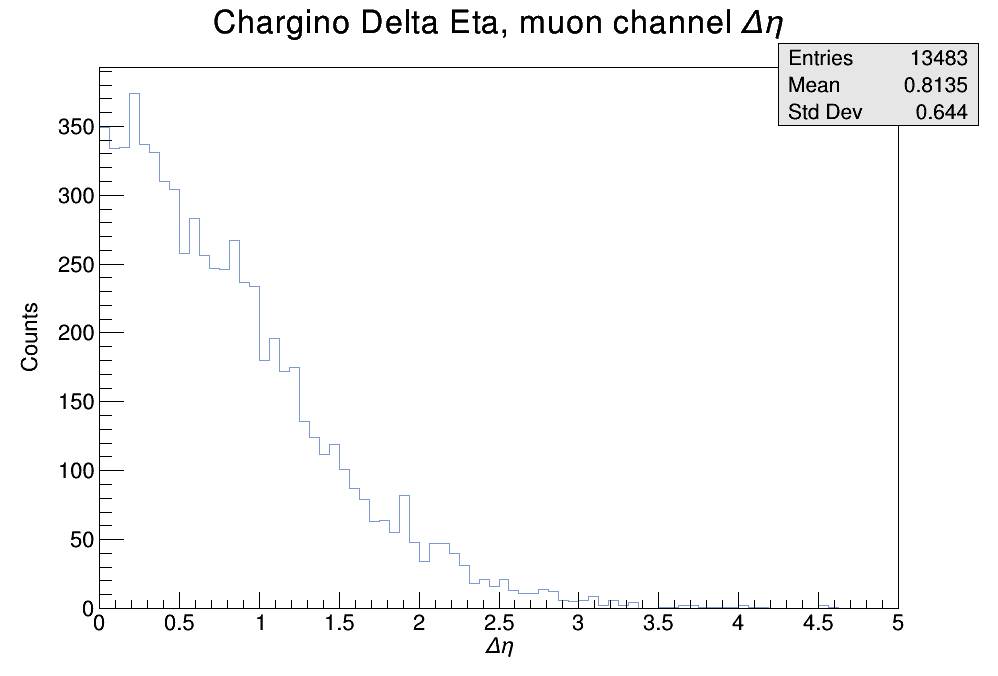 Chargino Delta Eta, muon channel Δη
Entries 13483
Mean 0.8135
Std Dev 0.644
350
300
250
200
150
100
50
0
Counts
0 0.5 1 1.5 2 2.5 3 3.5 4 4.5 5
Δη